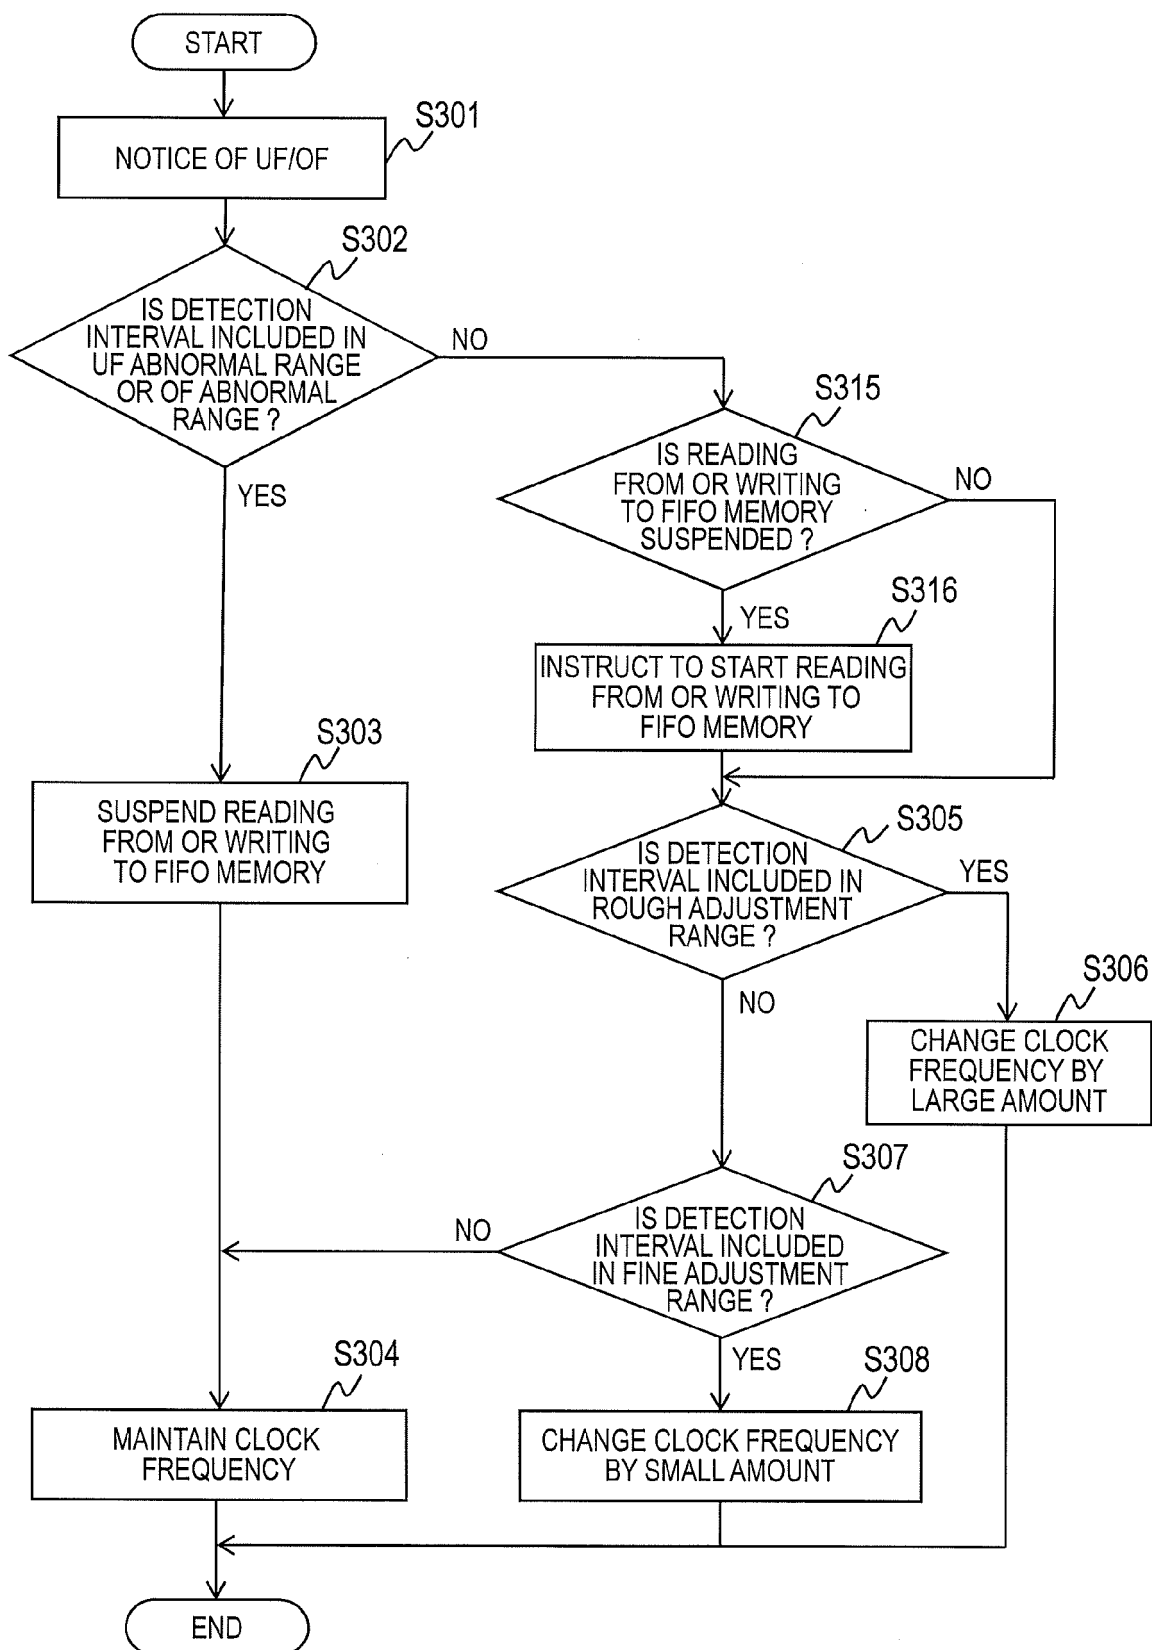 START
S301
NOTICE OF UF/OF
S302
IS DETECTION
INTERVAL INCLUDED IN
UF ABNORMAL RANGE
OR OF ABNORMAL
RANGE ?
NO
YES
S315
IS READING
FROM OR WRITING
TO FIFO MEMORY
SUSPENDED ?
NO
YES
S316
INSTRUCT TO START READING
FROM OR WRITING TO
FIFO MEMORY
S303
SUSPEND READING
FROM OR WRITING
TO FIFO MEMORY
S305
IS DETECTION
INTERVAL INCLUDED IN
ROUGH ADJUSTMENT
RANGE ?
YES
NO
S306
CHANGE CLOCK
FREQUENCY BY
LARGE AMOUNT
S307
IS DETECTION
INTERVAL INCLUDED
IN FINE ADJUSTMENT
RANGE ?
NO
YES
S304
MAINTAIN CLOCK
FREQUENCY
S308
CHANGE CLOCK FREQUENCY
BY SMALL AMOUNT
END